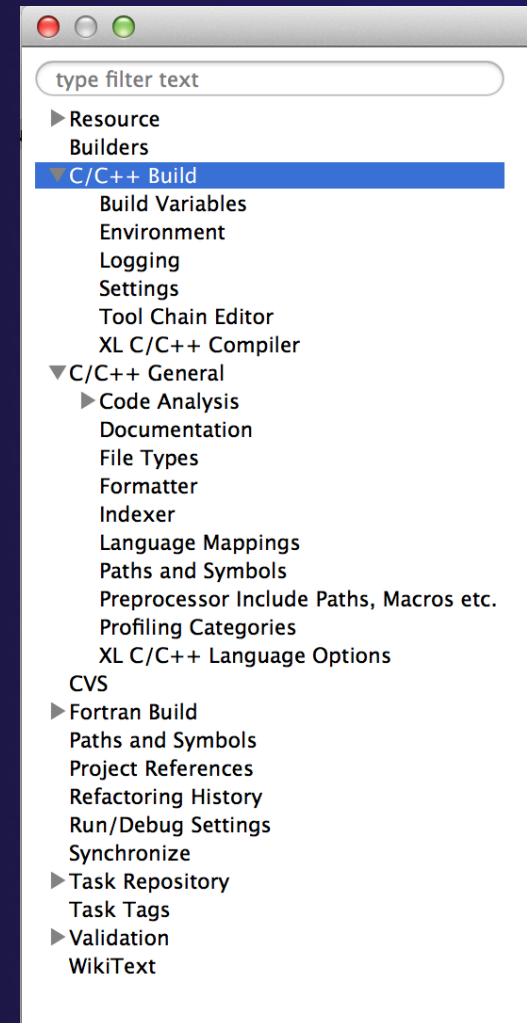 type filter text
Resource
Builders
C/C++ Build
Build Variables
Environment
Logging
Settings
Tool Chain Editor
XL C/C++ Compiler
C/C++ General
Code Analysis
Documentation
File Types
Formatter
Indexer
Language Mappings
Paths and Symbols
Preprocessor Include Paths, Macros etc.
Profiling Categories
XL C/C++ Language Options
CVS
Fortran Build
Paths and Symbols
Project References
Refactoring History
Run/Debug Settings
Synchronize
Task Repository
Task Tags
Validation
WikiText